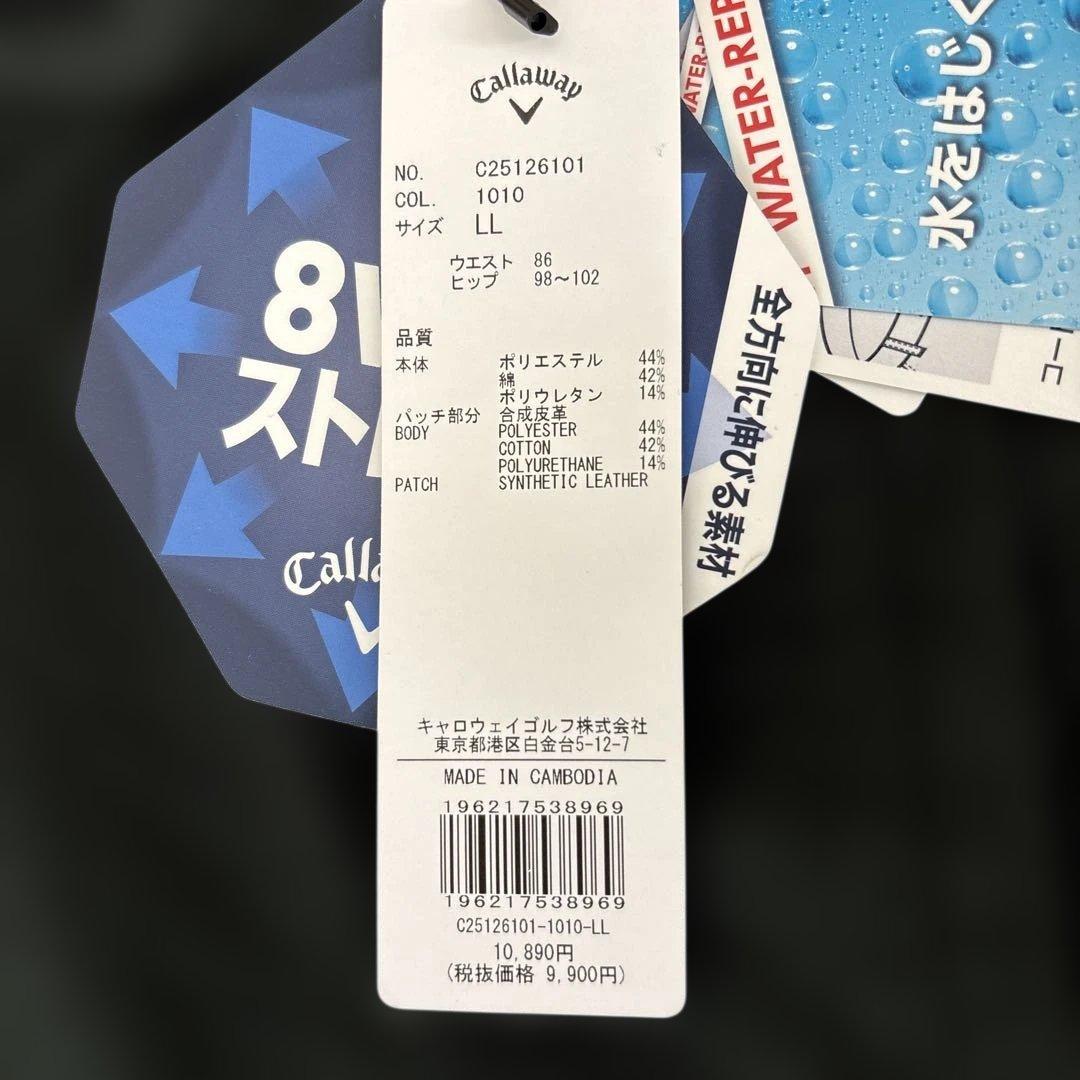 Callaway
NO. C25126101
COL. 1010
サイズ LL
ウエスト 86
ヒップ 98～102
品質
本体 ポリエステル 44%
綿 42%
ポリウレタン 14%
パッチ部分 合成皮革
BODY POLYESTER 44%
COTTON 42%
POLYURETHANE 14%
PATCH SYNTHETIC LEATHER
キャロウェイゴルフ株式会社
東京都港区白金台5-12-7
MADE IN CAMBODIA
196217538969
196217538969
C25126101-1010-LL
10,890円
(税抜価格 9,900円)
8
スト
Calla
全方向に伸びる素材
WATER-REP
WATER-REP
水をはじく